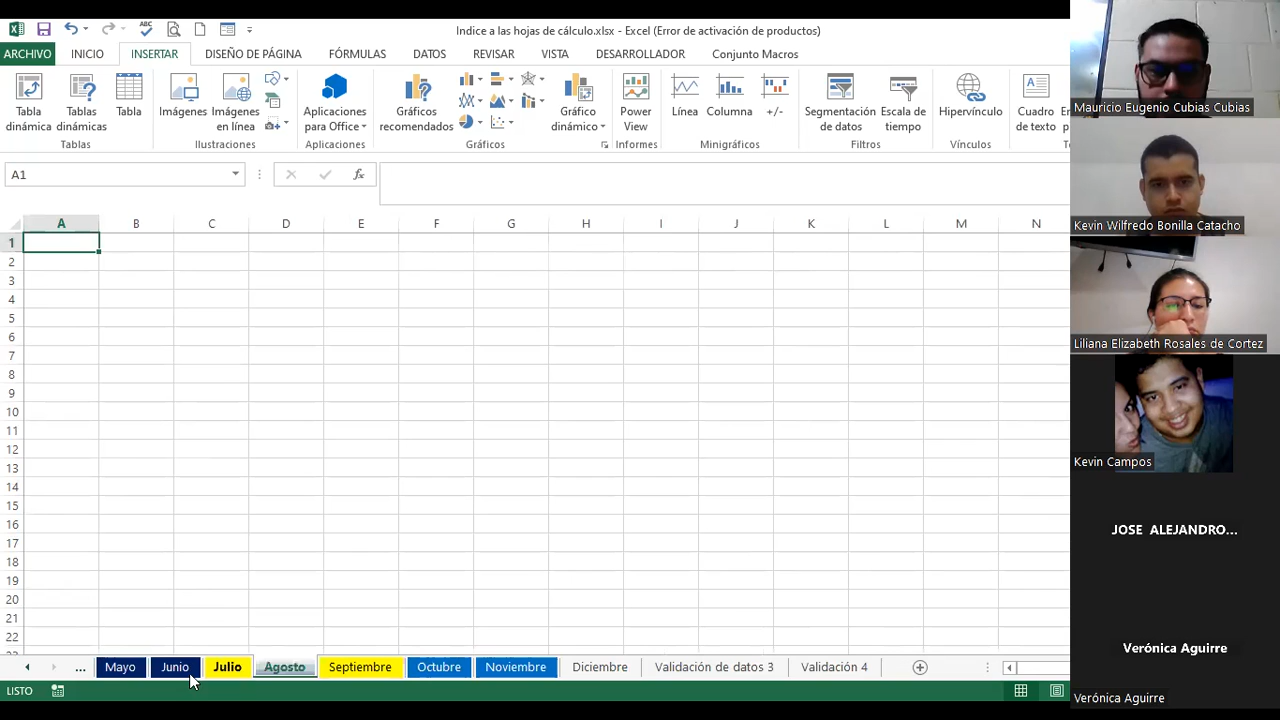 Indice a las hojas de cálculo.xlsx - Excel (Error de activación de productos)
ARCHIVO INICIO INSERTAR DISEÑO DE PÁGINA FÓRMULAS DATOS REVISAR VISTA DESARROLLADOR Conjunto Macros
Tabla dinámica
Tablas dinámicas
Tabla
Imágenes
Imágenes en línea
Aplicaciones para Office
Gráficos recomendados
Gráfico dinámico
Power View
Línea
Columna
+/-
Segmentación de datos
Escala de tiempo
Hipervínculo
Cuadro de texto
Tablas Ilustraciones Aplicaciones Gráficos Informes Minigráficos Filtros Vínculos
A1 fx
A B C D E F G H I J K L M N
1
2
3
4
5
6
7
8
9
10
11
12
13
14
15
16
17
18
19
20
21
22
... Mayo Junio Julio Agosto Septiembre Octubre Noviembre Diciembre Validación de datos 3 Validación 4
LISTO
Mauricio Eugenio Cubias Cubias
Kevin Wilfredo Bonilla Catacho
Liliana Elizabeth Rosales de Cortez
Kevin Campos
JOSE ALEJANDRO...
Verónica Aguirre
Verónica Aguirre